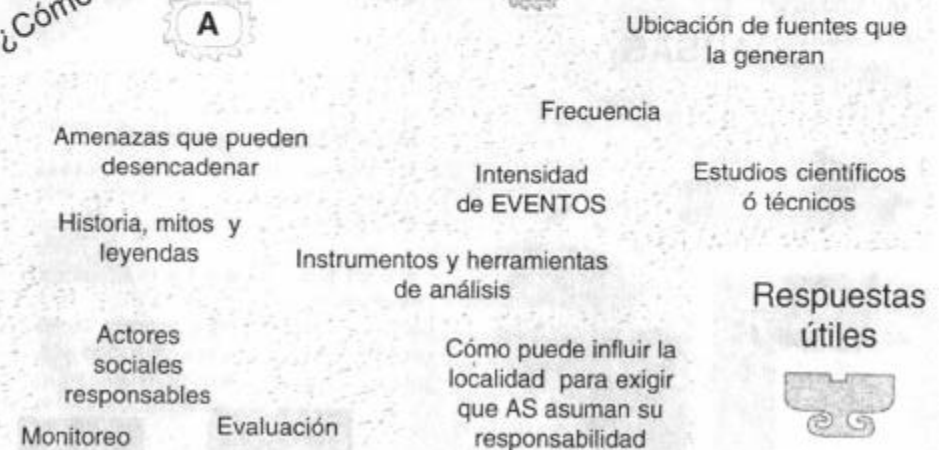 ¿Cómo
A
Ubicación de fuentes que
la generan
Frecuencia
Amenazas que pueden
desencadenar
Intensidad
de EVENTOS
Estudios científicos
ó técnicos
Historia, mitos y
leyendas
Instrumentos y herramientas
de análisis
Respuestas
útiles
Actores
sociales
responsables
Cómo puede influir la
localidad para exigir
que AS asuman su
responsabilidad
Monitoreo
Evaluación